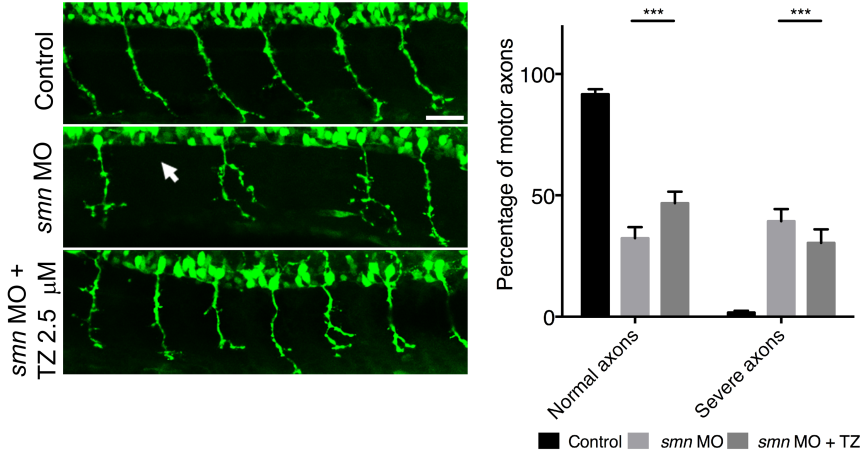 Control
smn MO
smn MO +
TZ 2.5 μM
Percentage of motor axons
100
50
0
***
***
Normal axons
Severe axons
Control
smn MO
smn MO + TZ